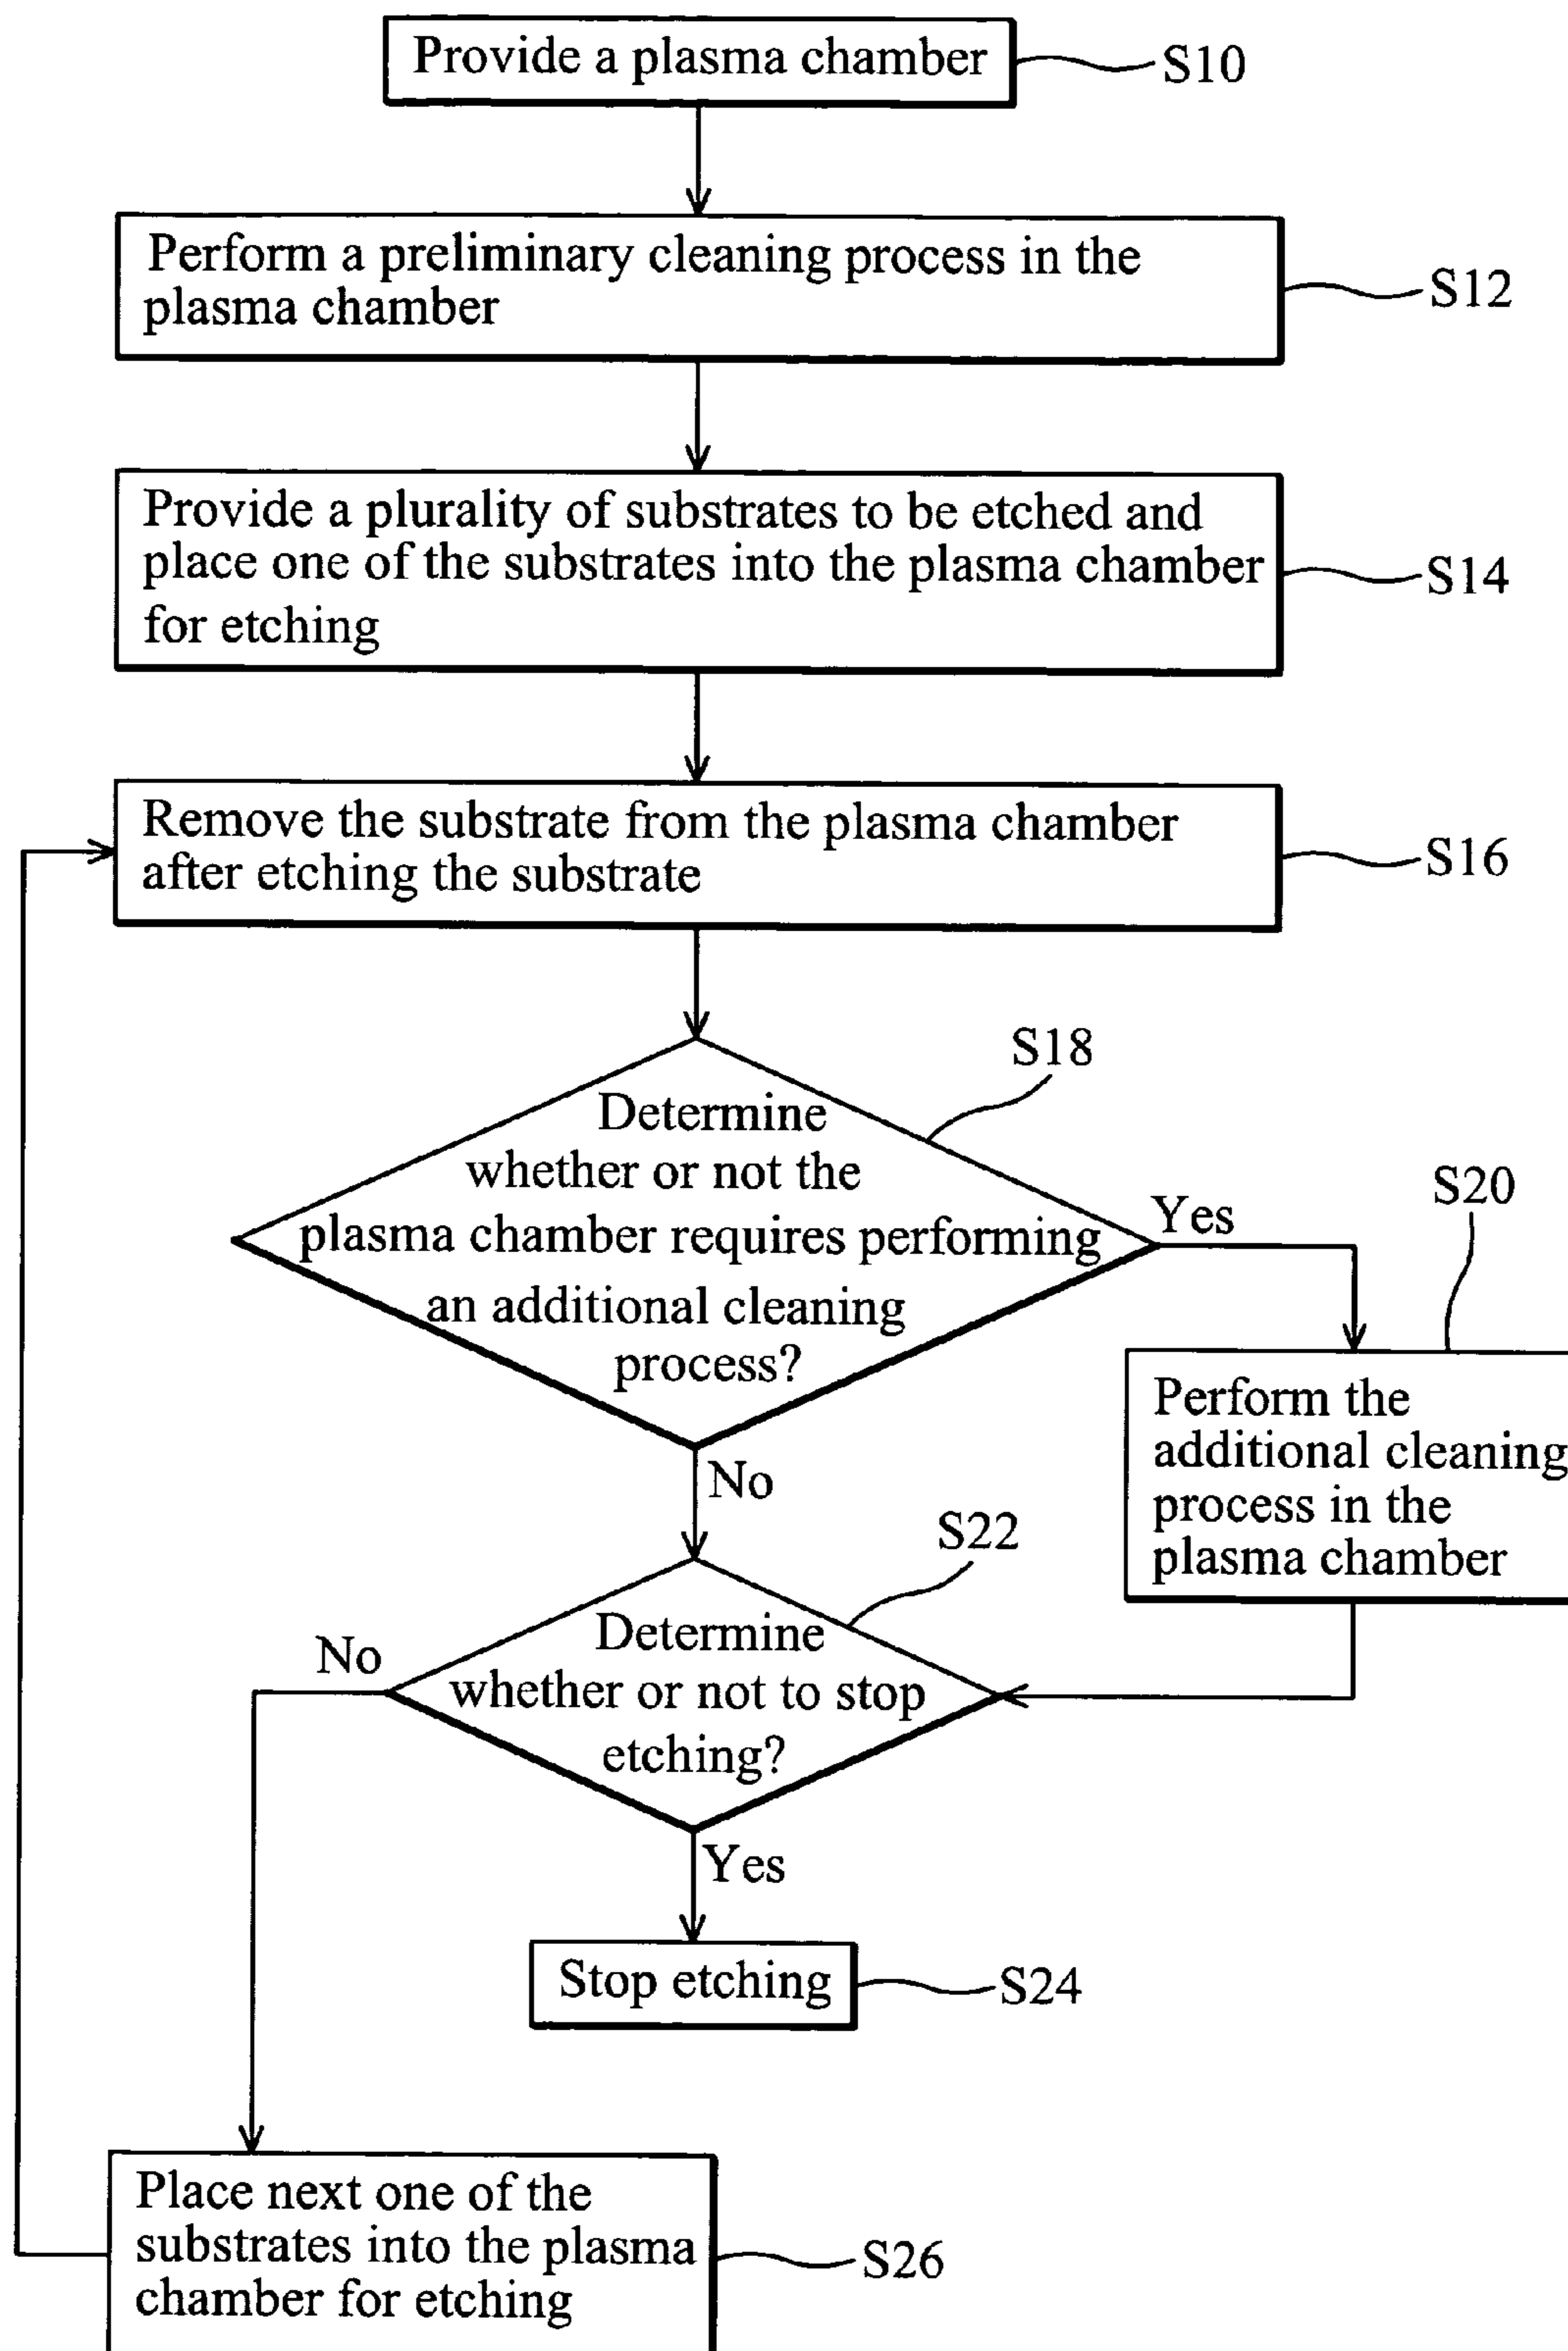 Provide a plasma chamber
S10
Perform a preliminary cleaning process in the
plasma chamber
S12
Provide a plurality of substrates to be etched and
place one of the substrates into the plasma chamber
for etching
S14
Remove the substrate from the plasma chamber
after etching the substrate
S16
S18
Determine
whether or not the
plasma chamber requires performing
an additional cleaning
process?
Yes
S20
Perform the
additional cleaning
process in the
plasma chamber
No
S22
Determine
whether or not to stop
etching?
No
Yes
Stop etching
S24
Place next one of the
substrates into the plasma
chamber for etching
S26